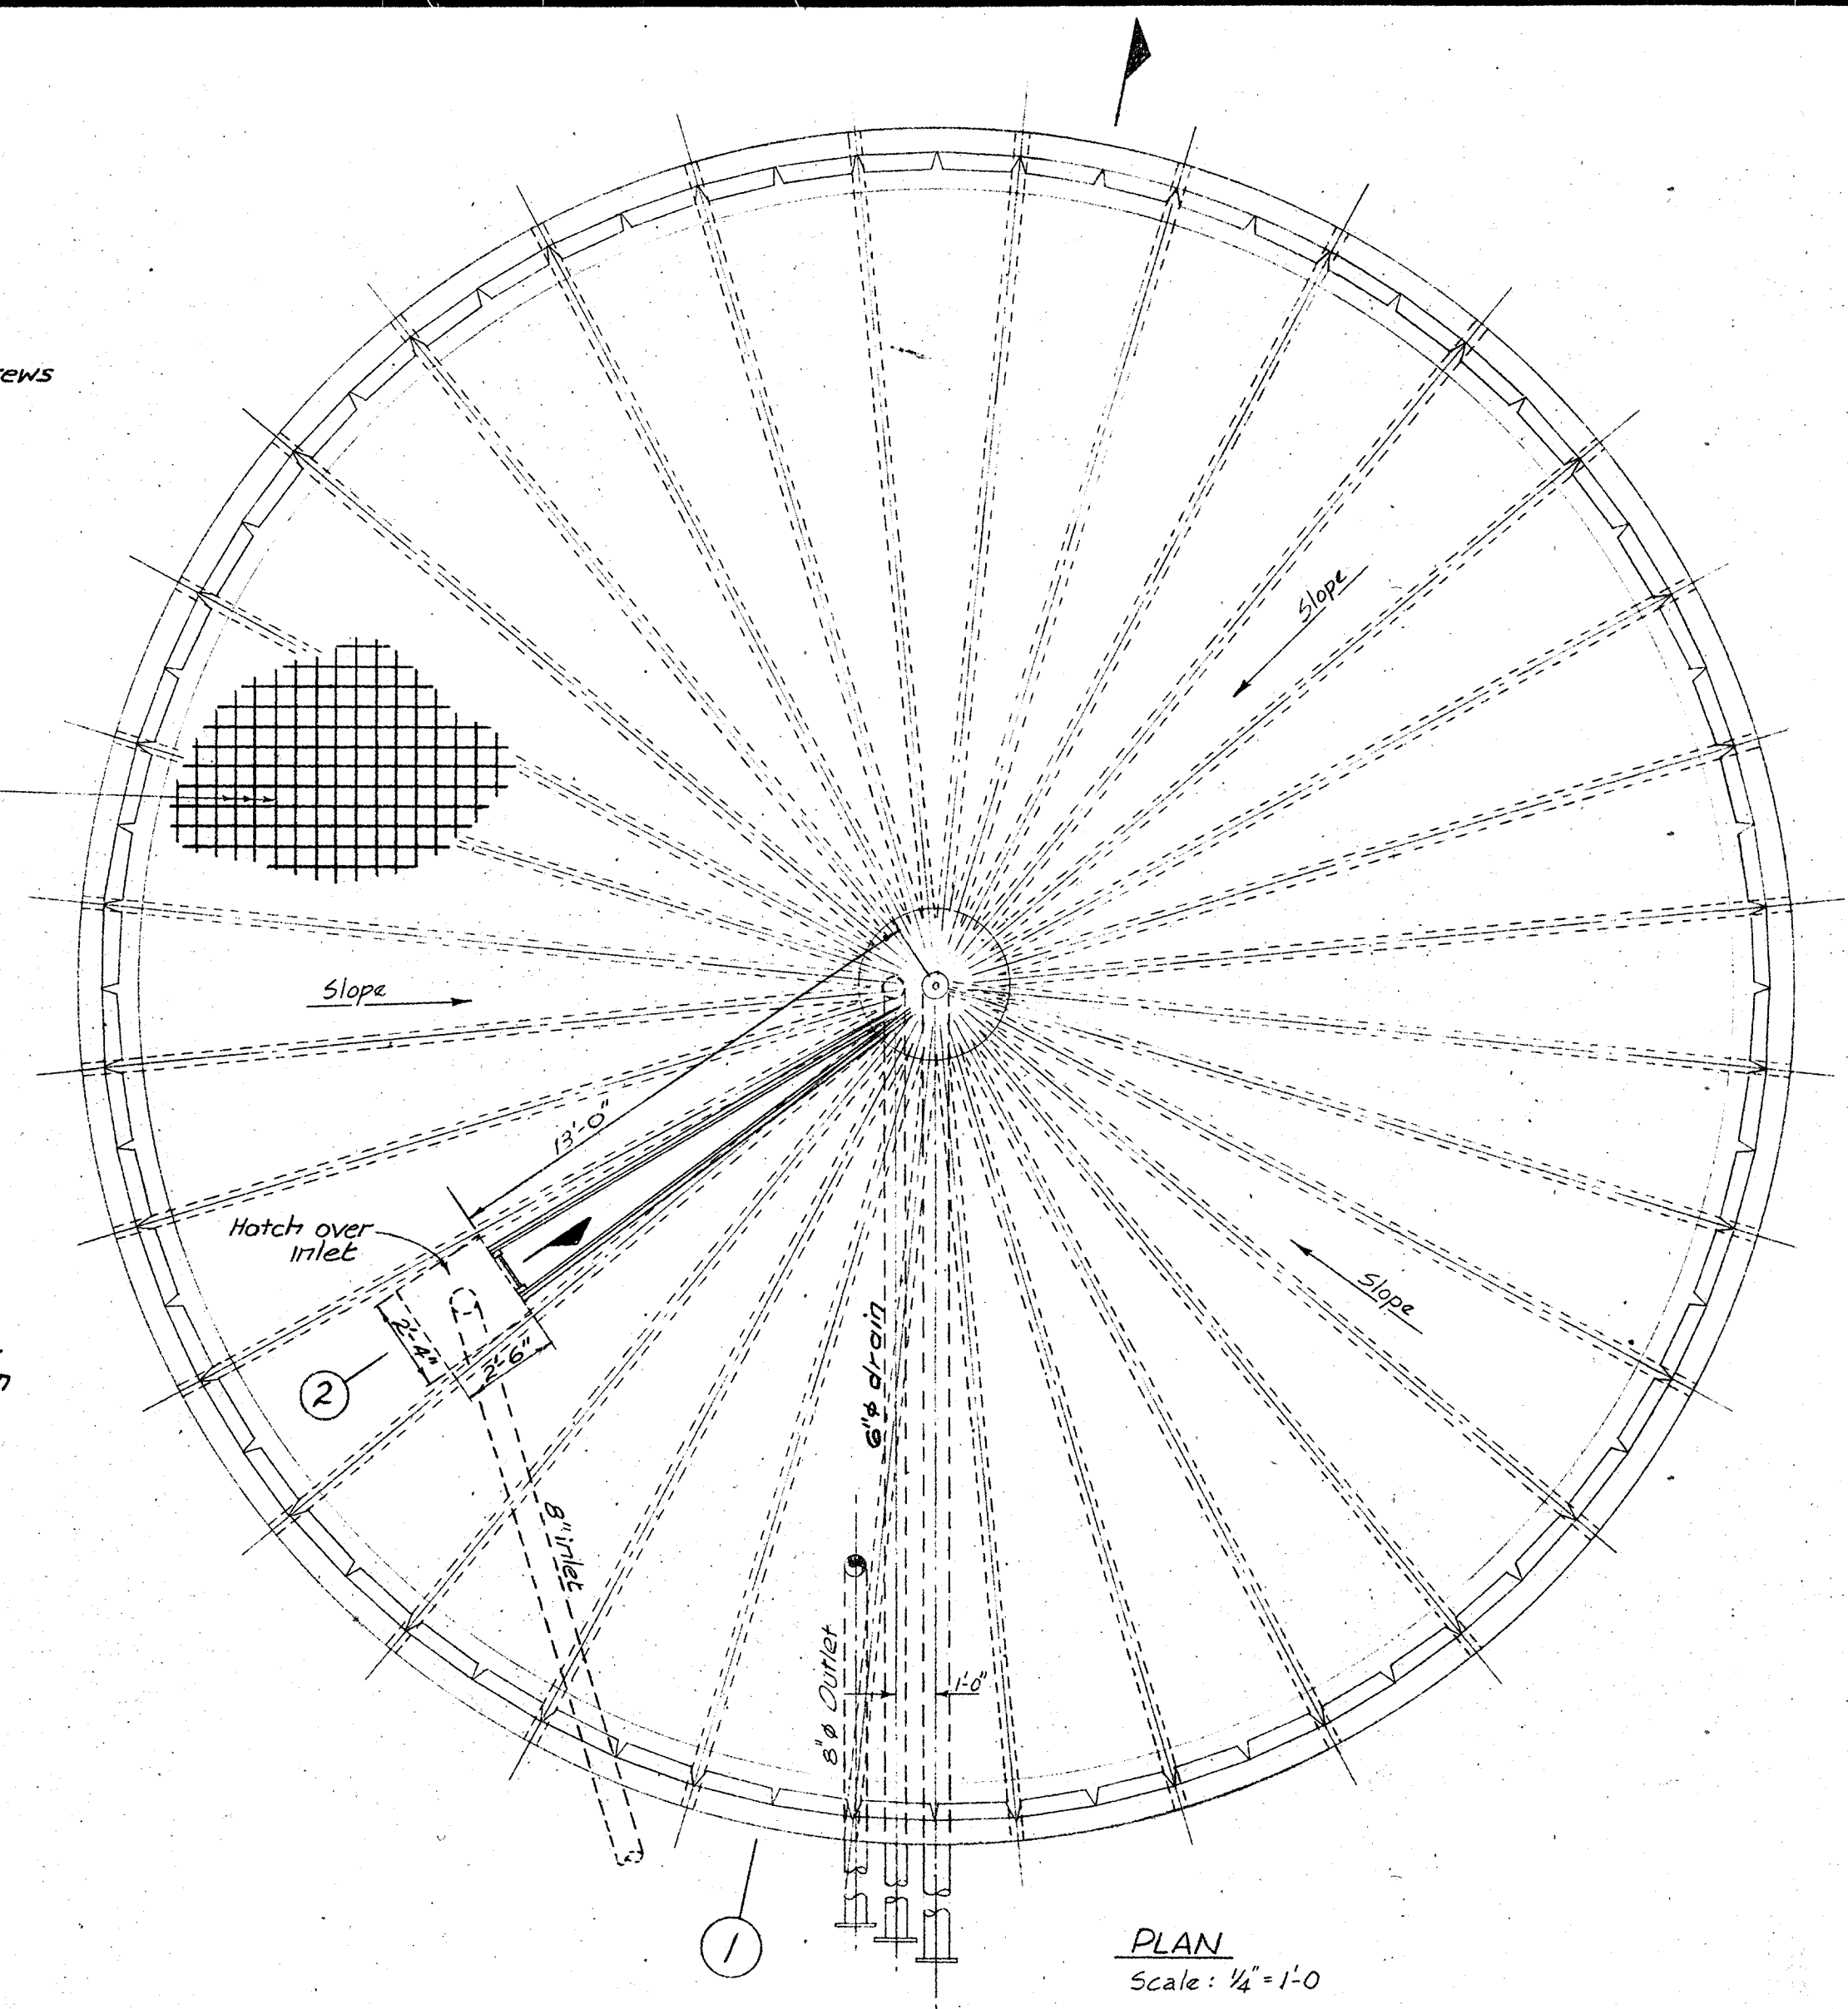 ews
Slope
Slope
13'-0"
Hatch over
inlet
Slope
2'-4"
2'-6"
2
n
6"ø drain
8" inlet
8"ø Outlet
1'-0"
1
PLAN
Scale: 1/4" = 1'-0